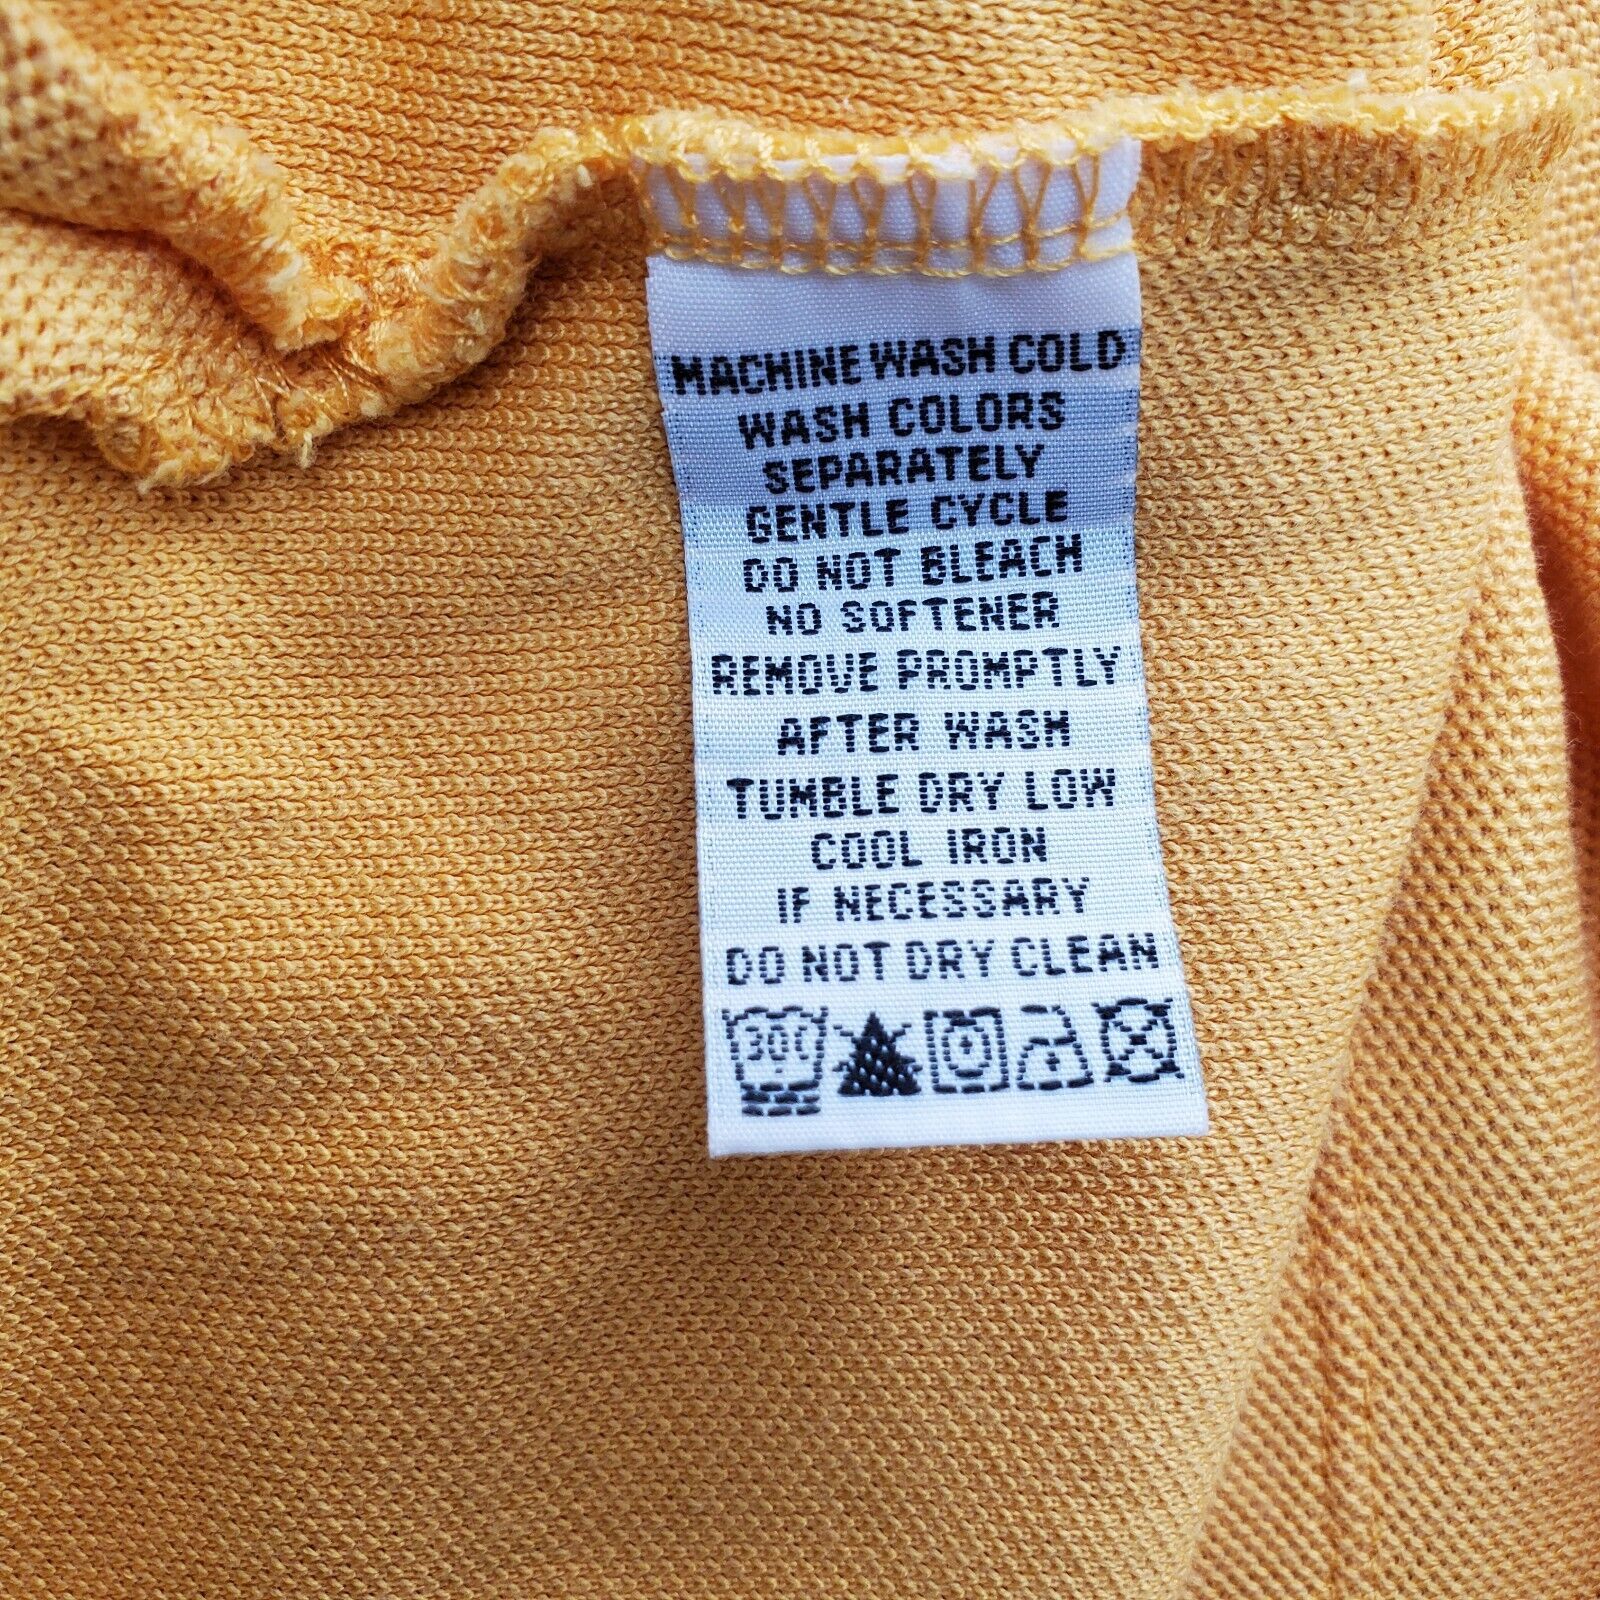 MACHINE WASH COLD
WASH COLORS
SEPARATELY
GENTLE CYCLE
DO NOT BLEACH
NO SOFTENER
REMOVE PROMPTLY
AFTER WASH
TUMBLE DRY LOW
COOL IRON
IF NECESSARY
DO NOT DRY CLEAN
30C